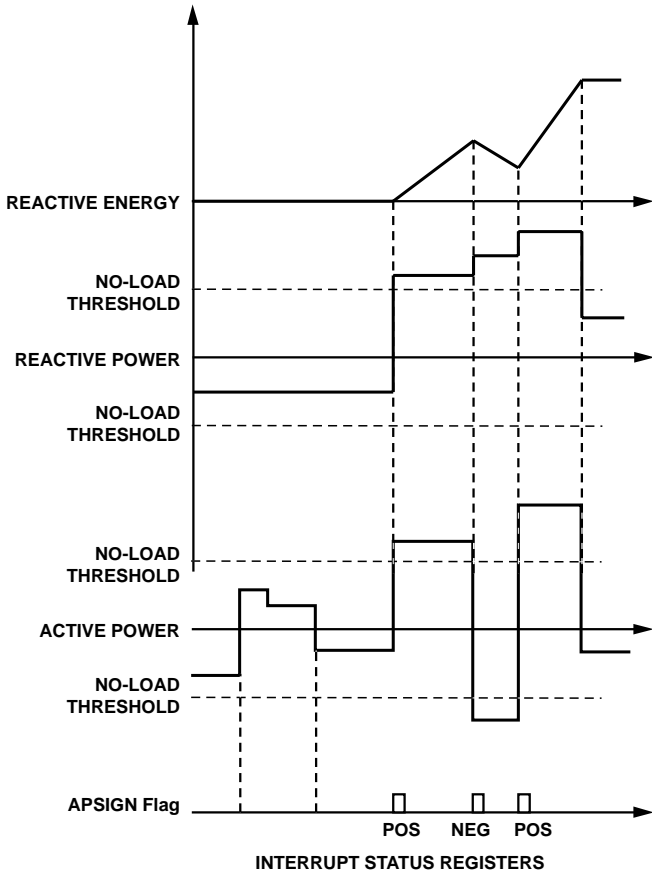 REACTIVE ENERGY
NO-LOAD
THRESHOLD
REACTIVE POWER
NO-LOAD
THRESHOLD
NO-LOAD
THRESHOLD
ACTIVE POWER
NO-LOAD
THRESHOLD
APSIGN Flag
POS NEG POS
INTERRUPT STATUS REGISTERS